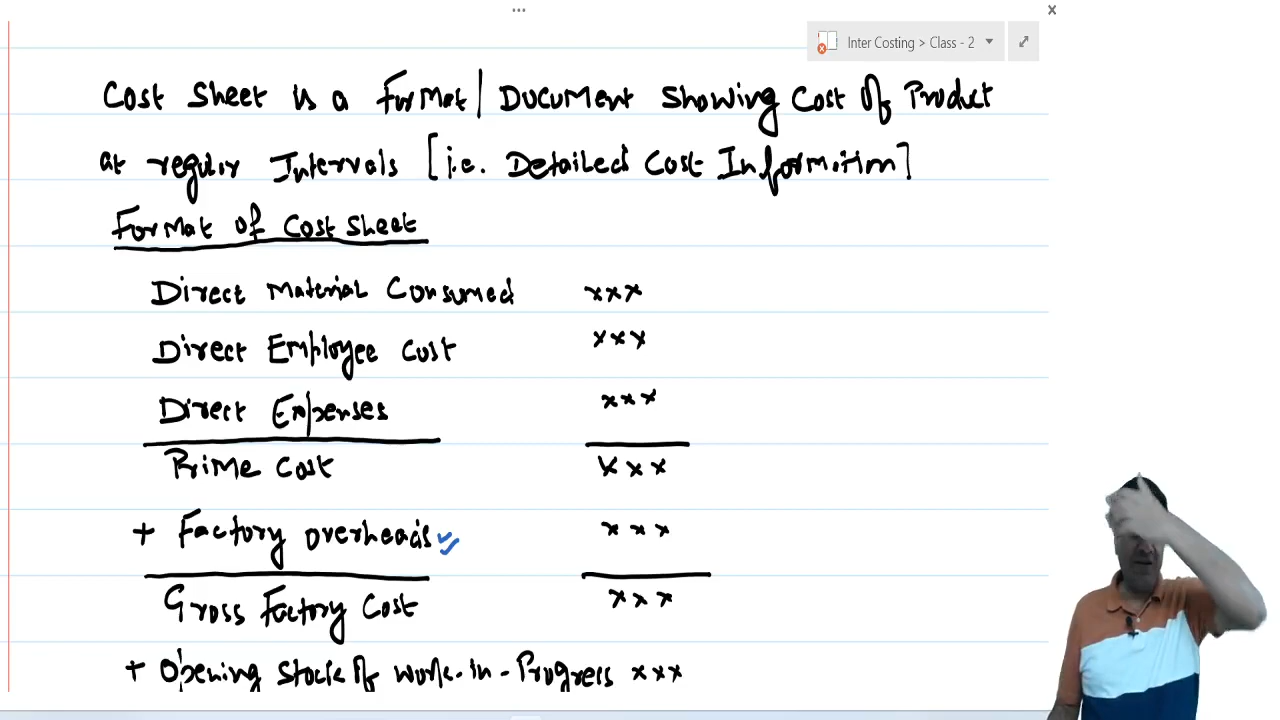 ...
Inter Costing > Class - 2
Cost Sheet is a Format | Document Showing Cost Of Product
at regular Intervals [i.e. Detailed Cost Information]
Format of Cost Sheet
Direct Material Consumed xxx
Direct Employee Cost xxx
Direct Expenses xxx
Prime Cost xxx
+ Factory overheads xxx
Gross Factory Cost xxx
+ Opening Stock of Work-in-Progress xxx